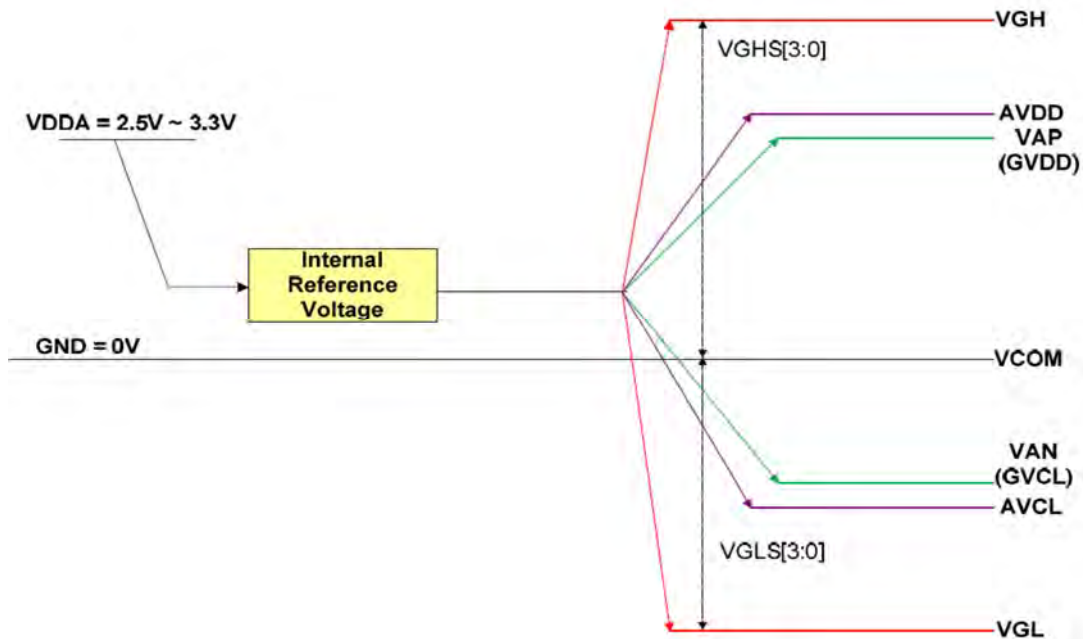 VGH
VGHS[3:0]
AVDD
VDDA = 2.5V ~ 3.3V
VAP
(GVDD)
Internal
Reference
Voltage
GND = 0V
VCOM
VAN
(GVCL)
AVCL
VGLS[3:0]
VGL